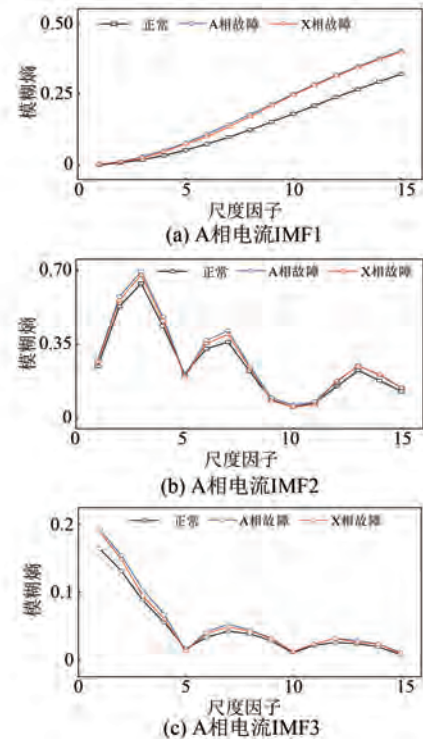 0.50
正常 A相故障 X相故障
0.25
模糊熵
0
0 5 10 15
尺度因子
(a) A相电流IMF1
0.70
正常 A相故障 X相故障
0.35
模糊熵
0
0 5 10 15
尺度因子
(b) A相电流IMF2
0.2
正常 A相故障 X相故障
0.1
模糊熵
0
0 5 10 15
尺度因子
(c) A相电流IMF3